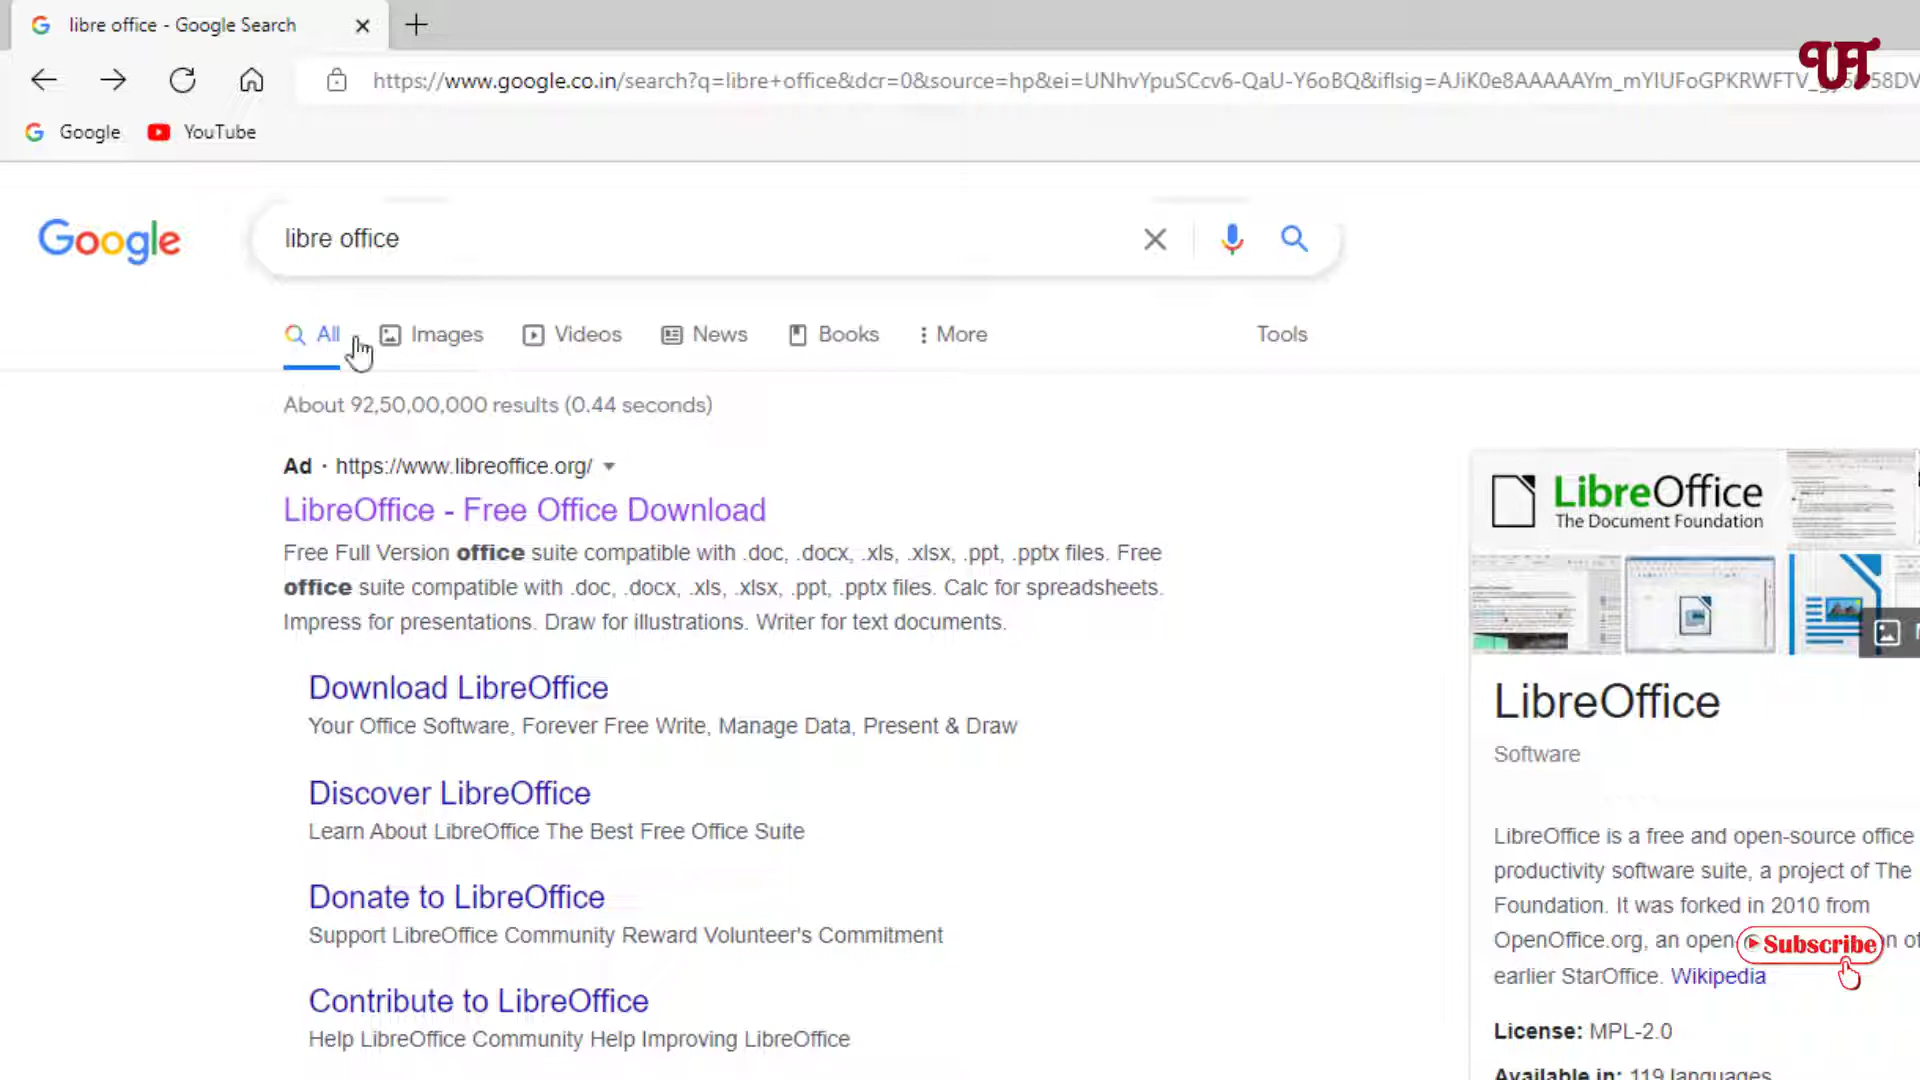 libre office - Google Search
UT
https://www.google.co.in/search?q=libre+office&dcr=0&source=hp&ei=UNhvYpuSCcv6-QaU-Y6oBQ&iflsig=AJiK0e8AAAAAYm_mYIUFoGPKRWFTV_
Google YouTube
Google
libre office
All Images Videos News Books More Tools
About 92,50,00,000 results (0.44 seconds)
Ad · https://www.libreoffice.org/
LibreOffice - Free Office Download
Free Full Version office suite compatible with .doc, .docx, .xls, .xlsx, .ppt, .pptx files. Free
office suite compatible with .doc, .docx, .xls, .xlsx, .ppt, .pptx files. Calc for spreadsheets.
Impress for presentations. Draw for illustrations. Writer for text documents.
Download LibreOffice
Your Office Software, Forever Free Write, Manage Data, Present & Draw
Discover LibreOffice
Learn About LibreOffice The Best Free Office Suite
Donate to LibreOffice
Support LibreOffice Community Reward Volunteer's Commitment
Contribute to LibreOffice
Help LibreOffice Community Help Improving LibreOffice
LibreOffice
The Document Foundation
LibreOffice
Software
LibreOffice is a free and open-source office
productivity software suite, a project of The
Foundation. It was forked in 2010 from
OpenOffice.org, an open
Subscribe
earlier StarOffice. Wikipedia
License: MPL-2.0
Available in: 119 languages